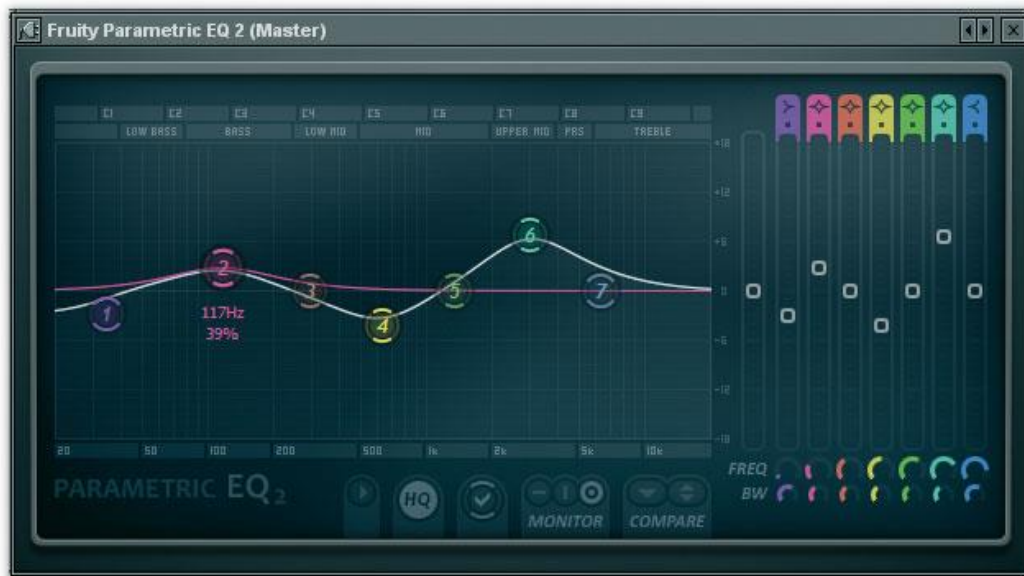 Fruity Parametric EQ 2 (Master)
C1 C2 C3 C4 C5 C6 C7 C8 C9
LOW BASS BASS LOW MID MID UPPER MID PRS TREBLE
+18
+12
+6
0
-6
-12
-18
1 2 3 4 5 6 7
117Hz
39%
20 50 100 200 500 1k 2k 5k 10k
FREQ
BW
PARAMETRIC EQ2
HQ
MONITOR COMPARE